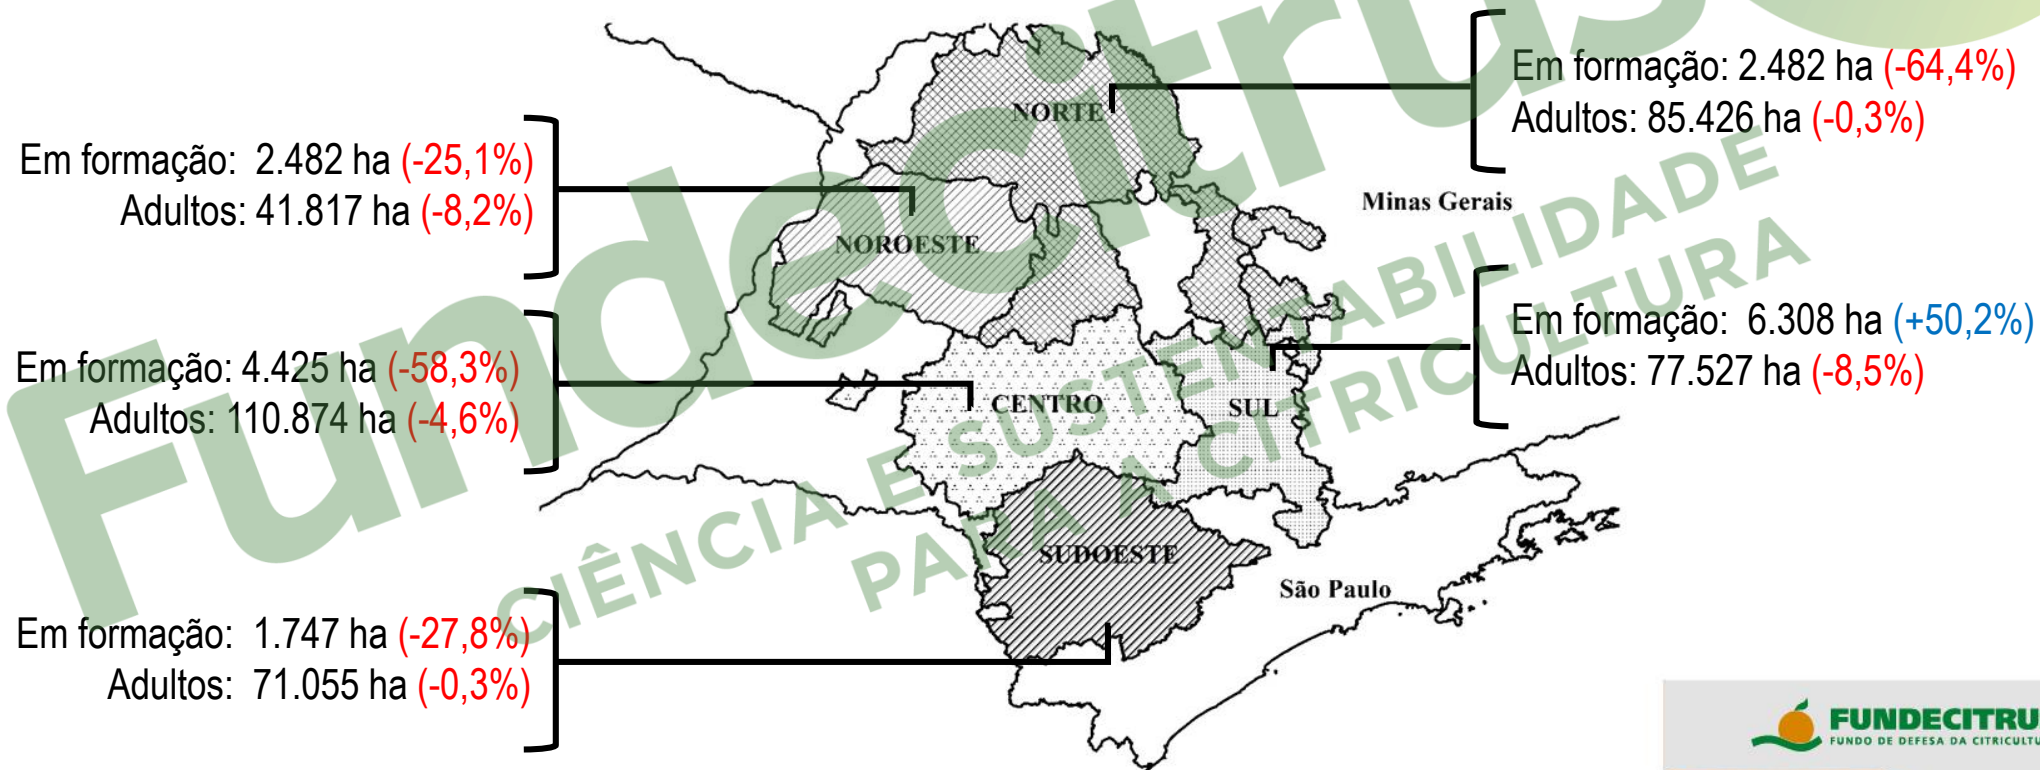 Fundecitrus
CIÊNCIA E SUSTENTABILIDADE
PARA A CITRICULTURA
Em formação: 2.482 ha (-64,4%)
Adultos: 85.426 ha (-0,3%)
NORTE
Em formação: 2.482 ha (-25,1%)
Adultos: 41.817 ha (-8,2%)
Minas Gerais
NOROESTE
Em formação: 6.308 ha (+50,2%)
Adultos: 77.527 ha (-8,5%)
Em formação: 4.425 ha (-58,3%)
Adultos: 110.874 ha (-4,6%)
CENTRO
SUL
SUDOESTE
São Paulo
Em formação: 1.747 ha (-27,8%)
Adultos: 71.055 ha (-0,3%)
FUNDECITRU
FUNDO DE DEFESA DA CITRICULTU